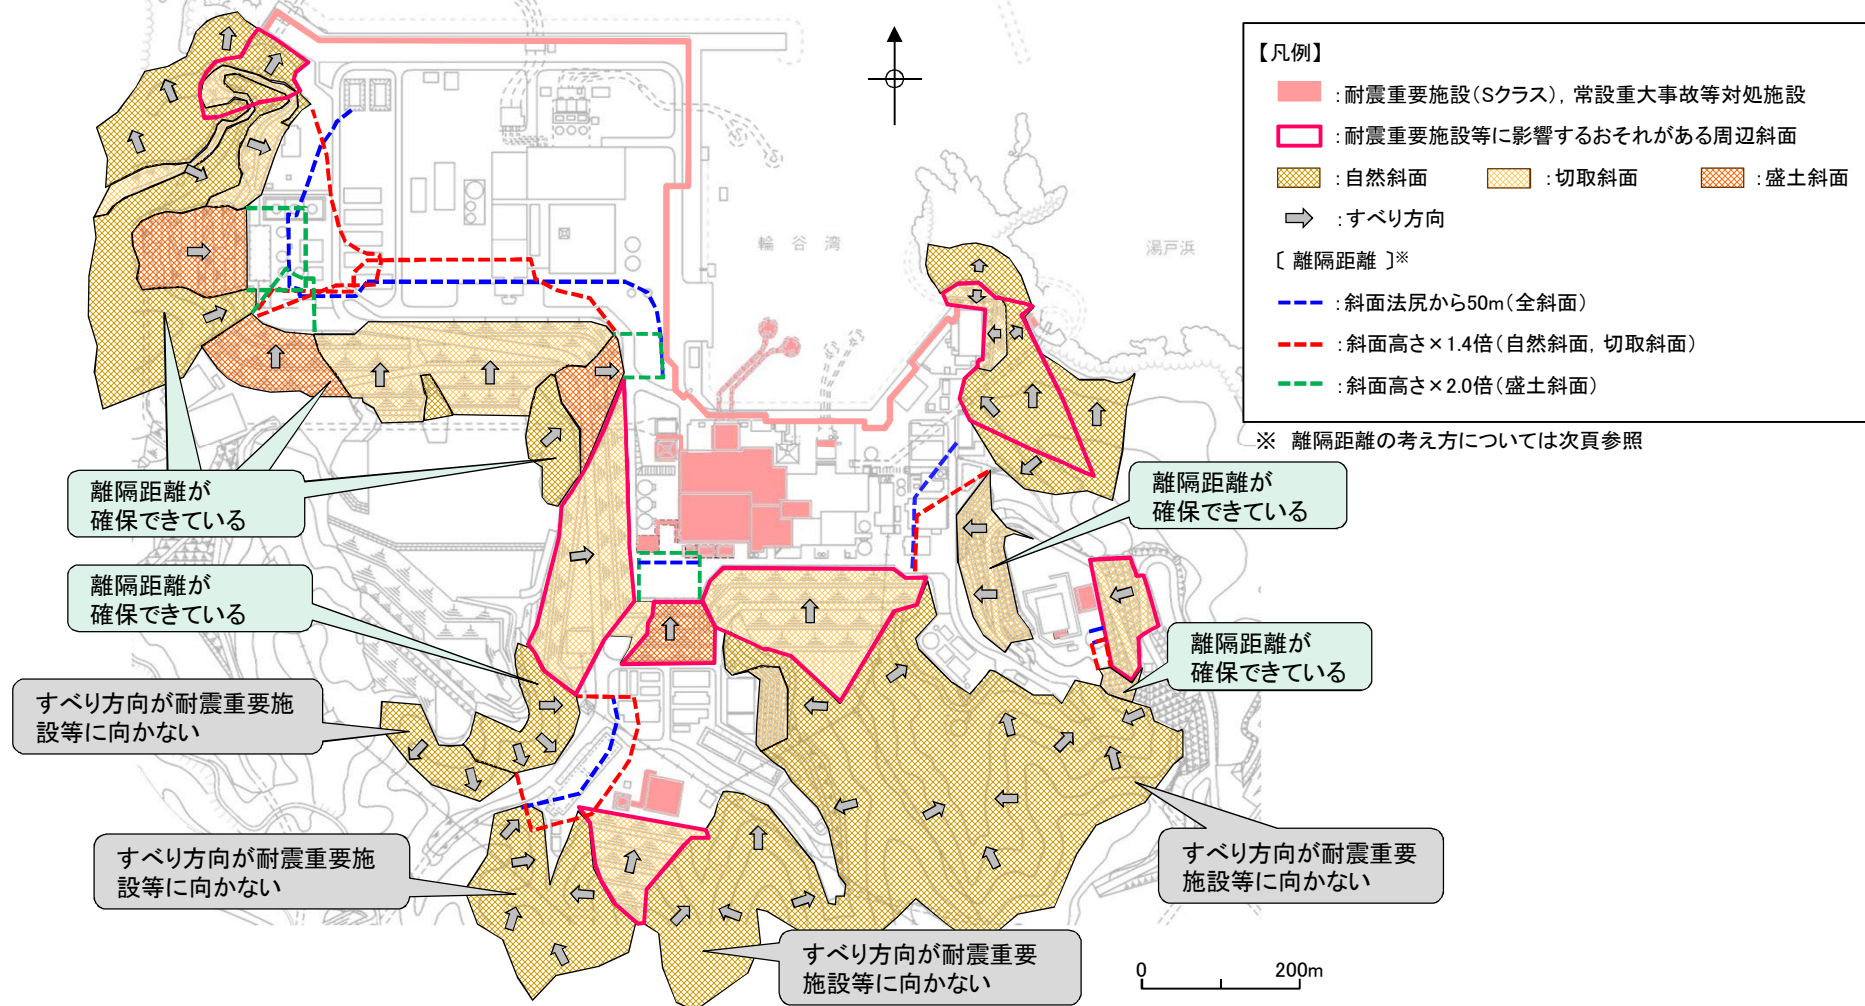 【凡例】
：耐震重要施設（Sクラス），常設重大事故等対処施設
：耐震重要施設等に影響するおそれがある周辺斜面
：自然斜面　：切取斜面　：盛土斜面
：すべり方向
〔 離隔距離 〕※
：斜面法尻から50m（全斜面）
：斜面高さ×1.4倍（自然斜面，切取斜面）
：斜面高さ×2.0倍（盛土斜面）
※ 離隔距離の考え方については次頁参照
輪谷湾
湯戸浜
離隔距離が
確保できている
離隔距離が
確保できている
離隔距離が
確保できている
離隔距離が
確保できている
すべり方向が耐震重要施
設等に向かない
すべり方向が耐震重要施
設等に向かない
すべり方向が耐震重要
施設等に向かない
すべり方向が耐震重要
施設等に向かない
0 200m